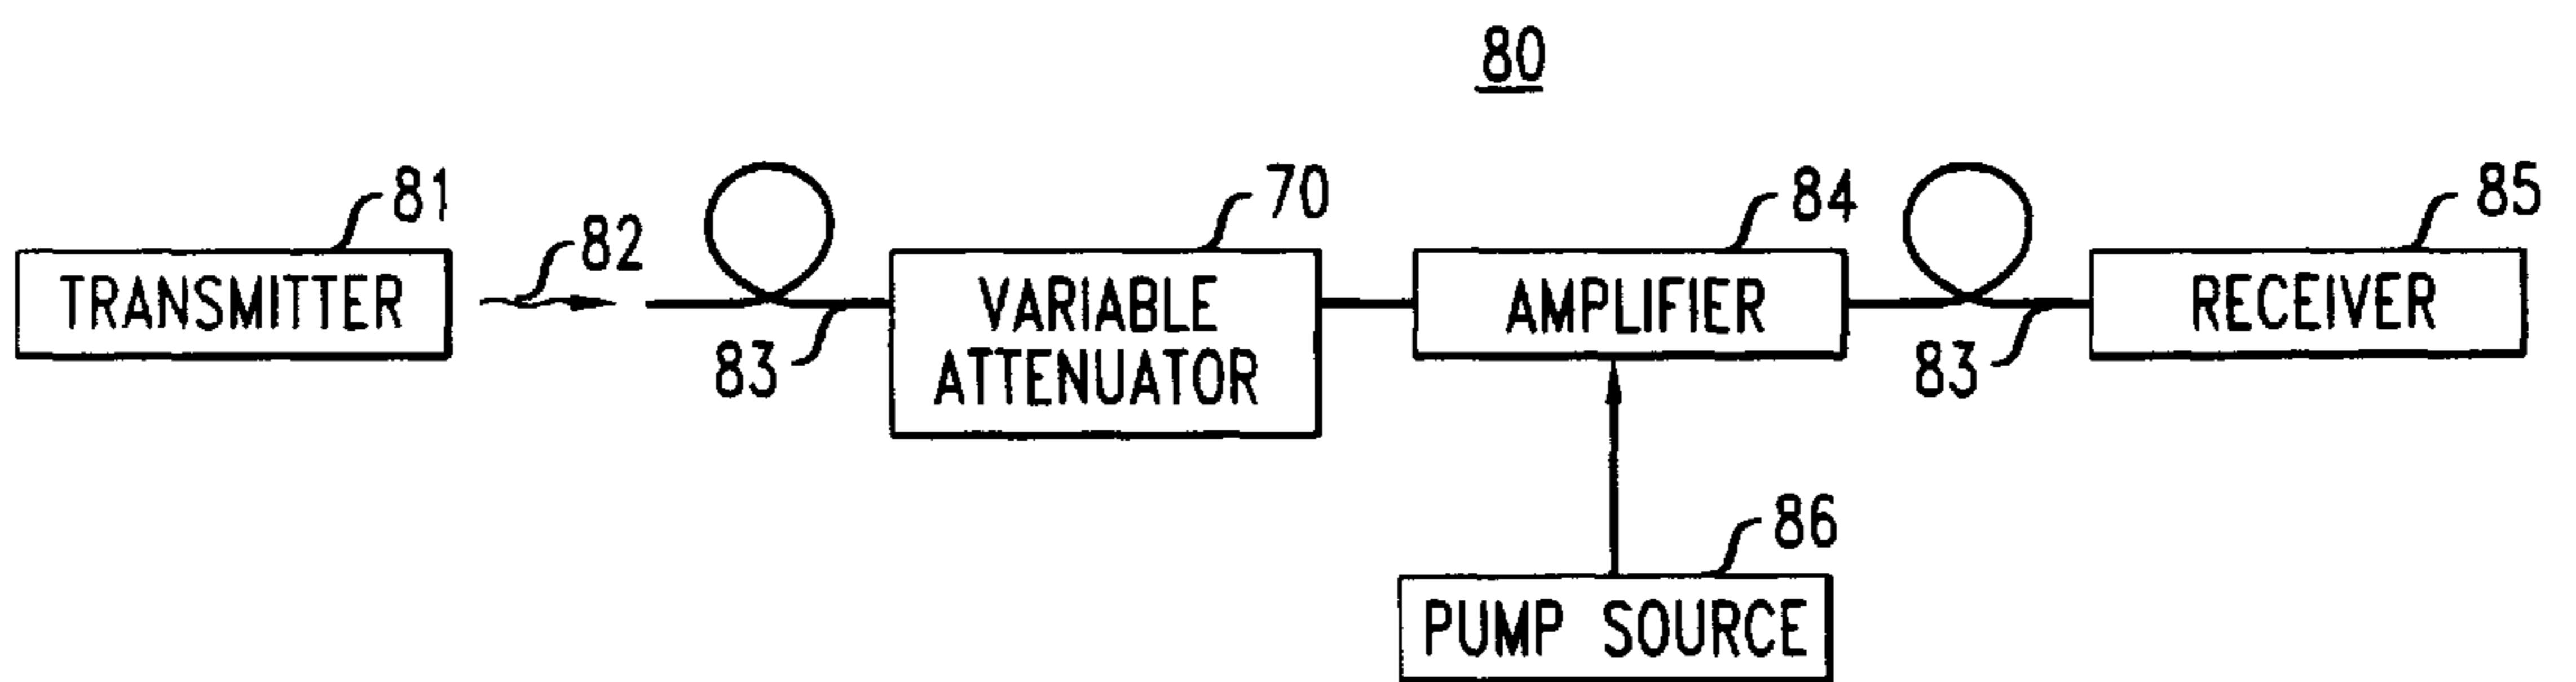 80
81
82
70
84
85
TRANSMITTER
VARIABLE
ATTENUATOR
AMPLIFIER
RECEIVER
83
83
86
PUMP SOURCE